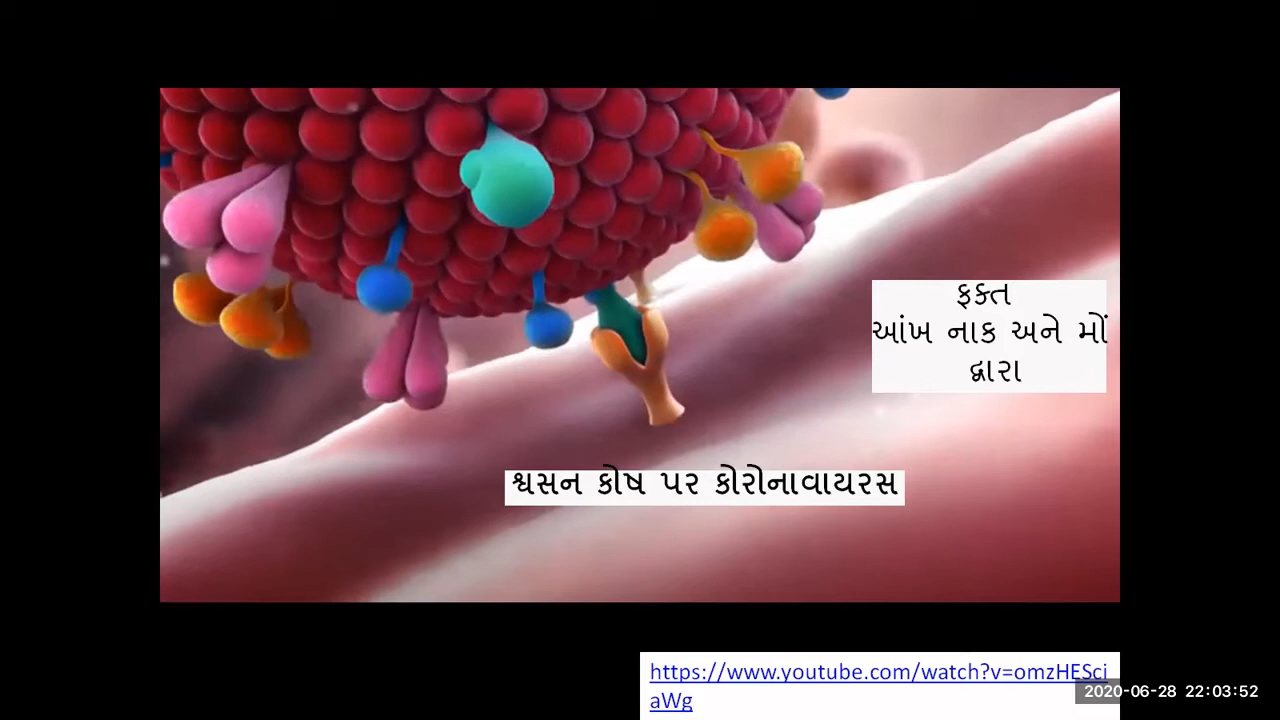 ફક્ત
આંખ નાક અને મોં
દ્વારા
શ્વસન કોષ પર કોરોનાવાયરસ
https://www.youtube.com/watch?v=omzHESci
aWg
2020-06-28 22:03:52